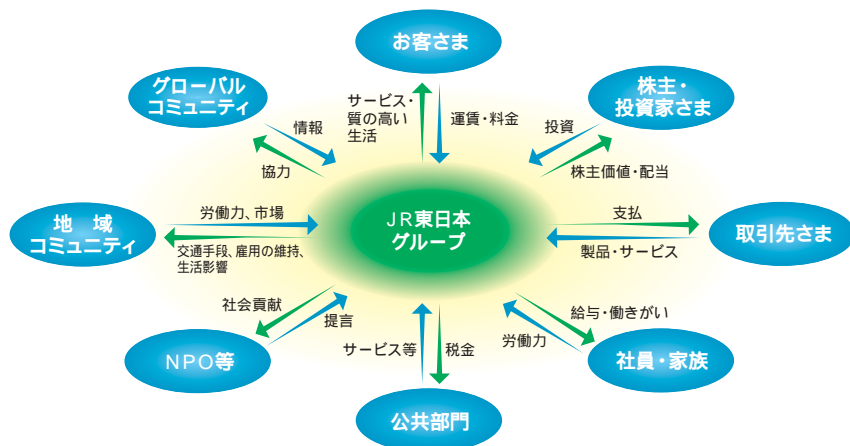 お客さま
グローバル
コミュニティ
株主・
投資家さま
サービス・
質の高い
生活
運賃・料金
情報
協力
投資
株主価値・配当
地 域
コミュニティ
労働力、市場
交通手段、雇用の維持、
生活影響
JR東日本
グループ
支払
製品・サービス
取引先さま
社会貢献
提言
サービス等
税金
労働力
給与・働きがい
NPO等
公共部門
社員・家族